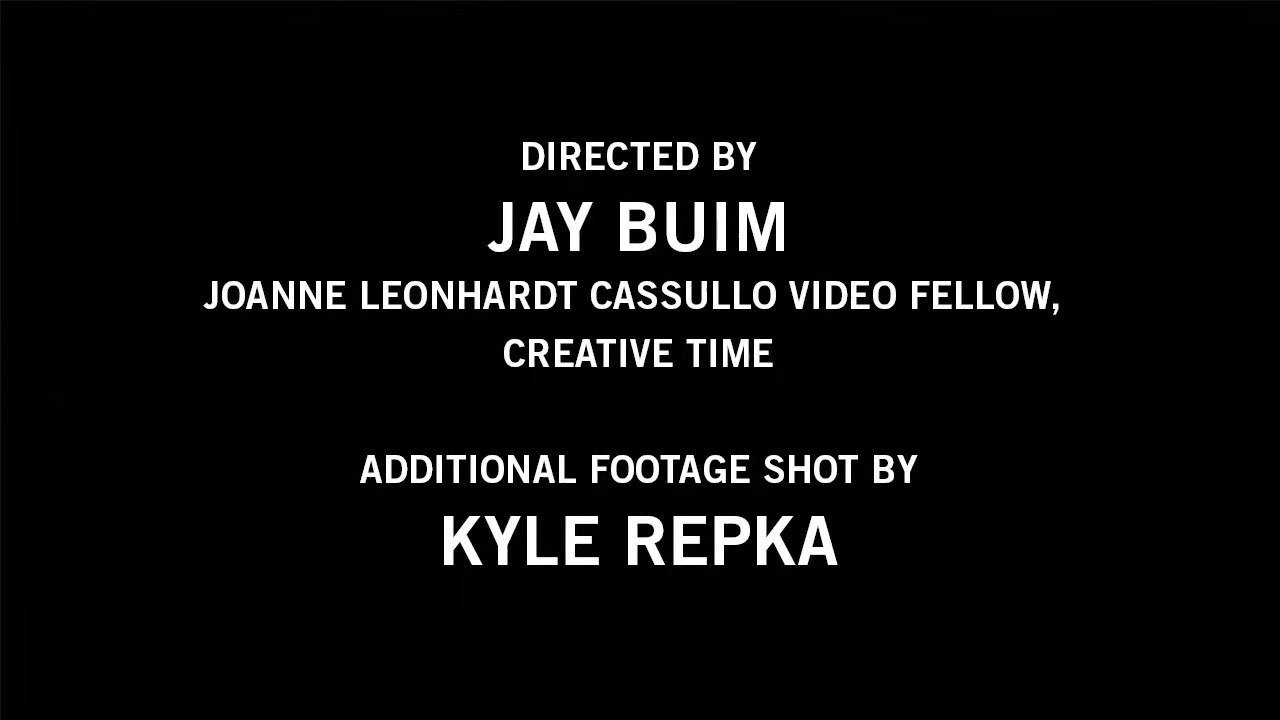 DIRECTED BY
JAY BUIM
JOANNE LEONHARDT CASSULLO VIDEO FELLOW,
CREATIVE TIME
ADDITIONAL FOOTAGE SHOT BY
KYLE REPKA